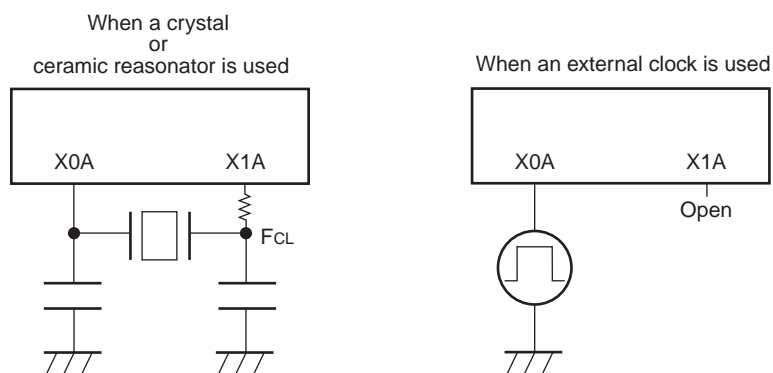 When a crystal
or
ceramic reasonator is used
X0A
X1A
FCL
When an external clock is used
X0A
X1A
Open